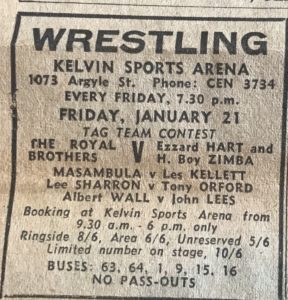 WRESTLING
KELVIN SPORTS ARENA
1073 Argyle St. Phone: CEN 3734
EVERY FRIDAY, 7.30 p.m.
FRIDAY, JANUARY 21
TAG TEAM CONTEST
THE ROYAL BROTHERS V Ezzard HART and H. Boy ZIMBA
MASAMBULA v Les KELLETT
Lee SHARRON v Tony ORFORD
Albert WALL v John LEES
Booking at Kelvin Sports Arena from
9.30 a.m. - 6 p.m. only
Ringside 8/6, Area 6/6, Unreserved 5/6
Limited number on stage, 10/6
BUSES: 63, 64, 1, 9, 15, 16
NO PASS-OUTS